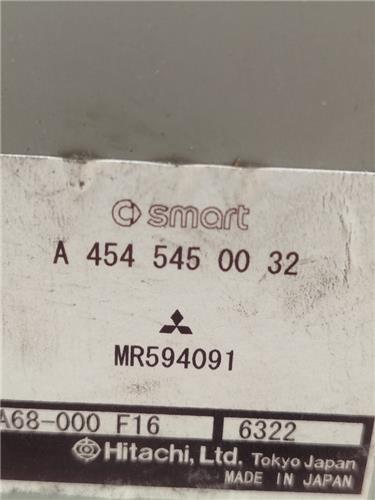 smart
A 454 545 00 32
MR594091
A68-000 F16 6322
Hitachi, Ltd. Tokyo Japan
MADE IN JAPAN